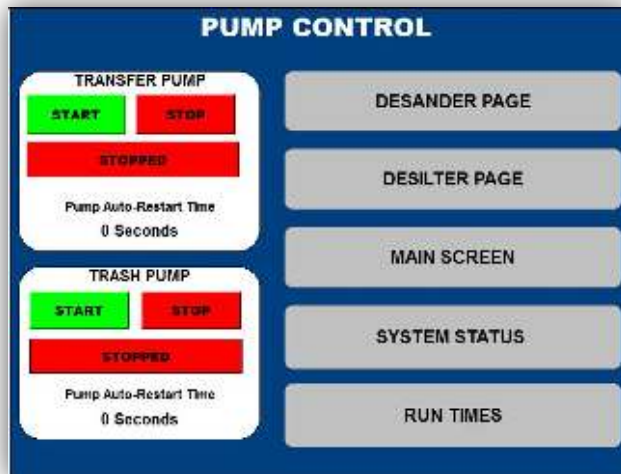 PUMP CONTROL
TRANSFER PUMP
START STOP
STOPPED
Pump Auto-Restart Time
0 Seconds
TRASH PUMP
START STOP
STOPPED
Pump Auto-Restart Time
0 Seconds
DESANDER PAGE
DESILTER PAGE
MAIN SCREEN
SYSTEM STATUS
RUN TIMES